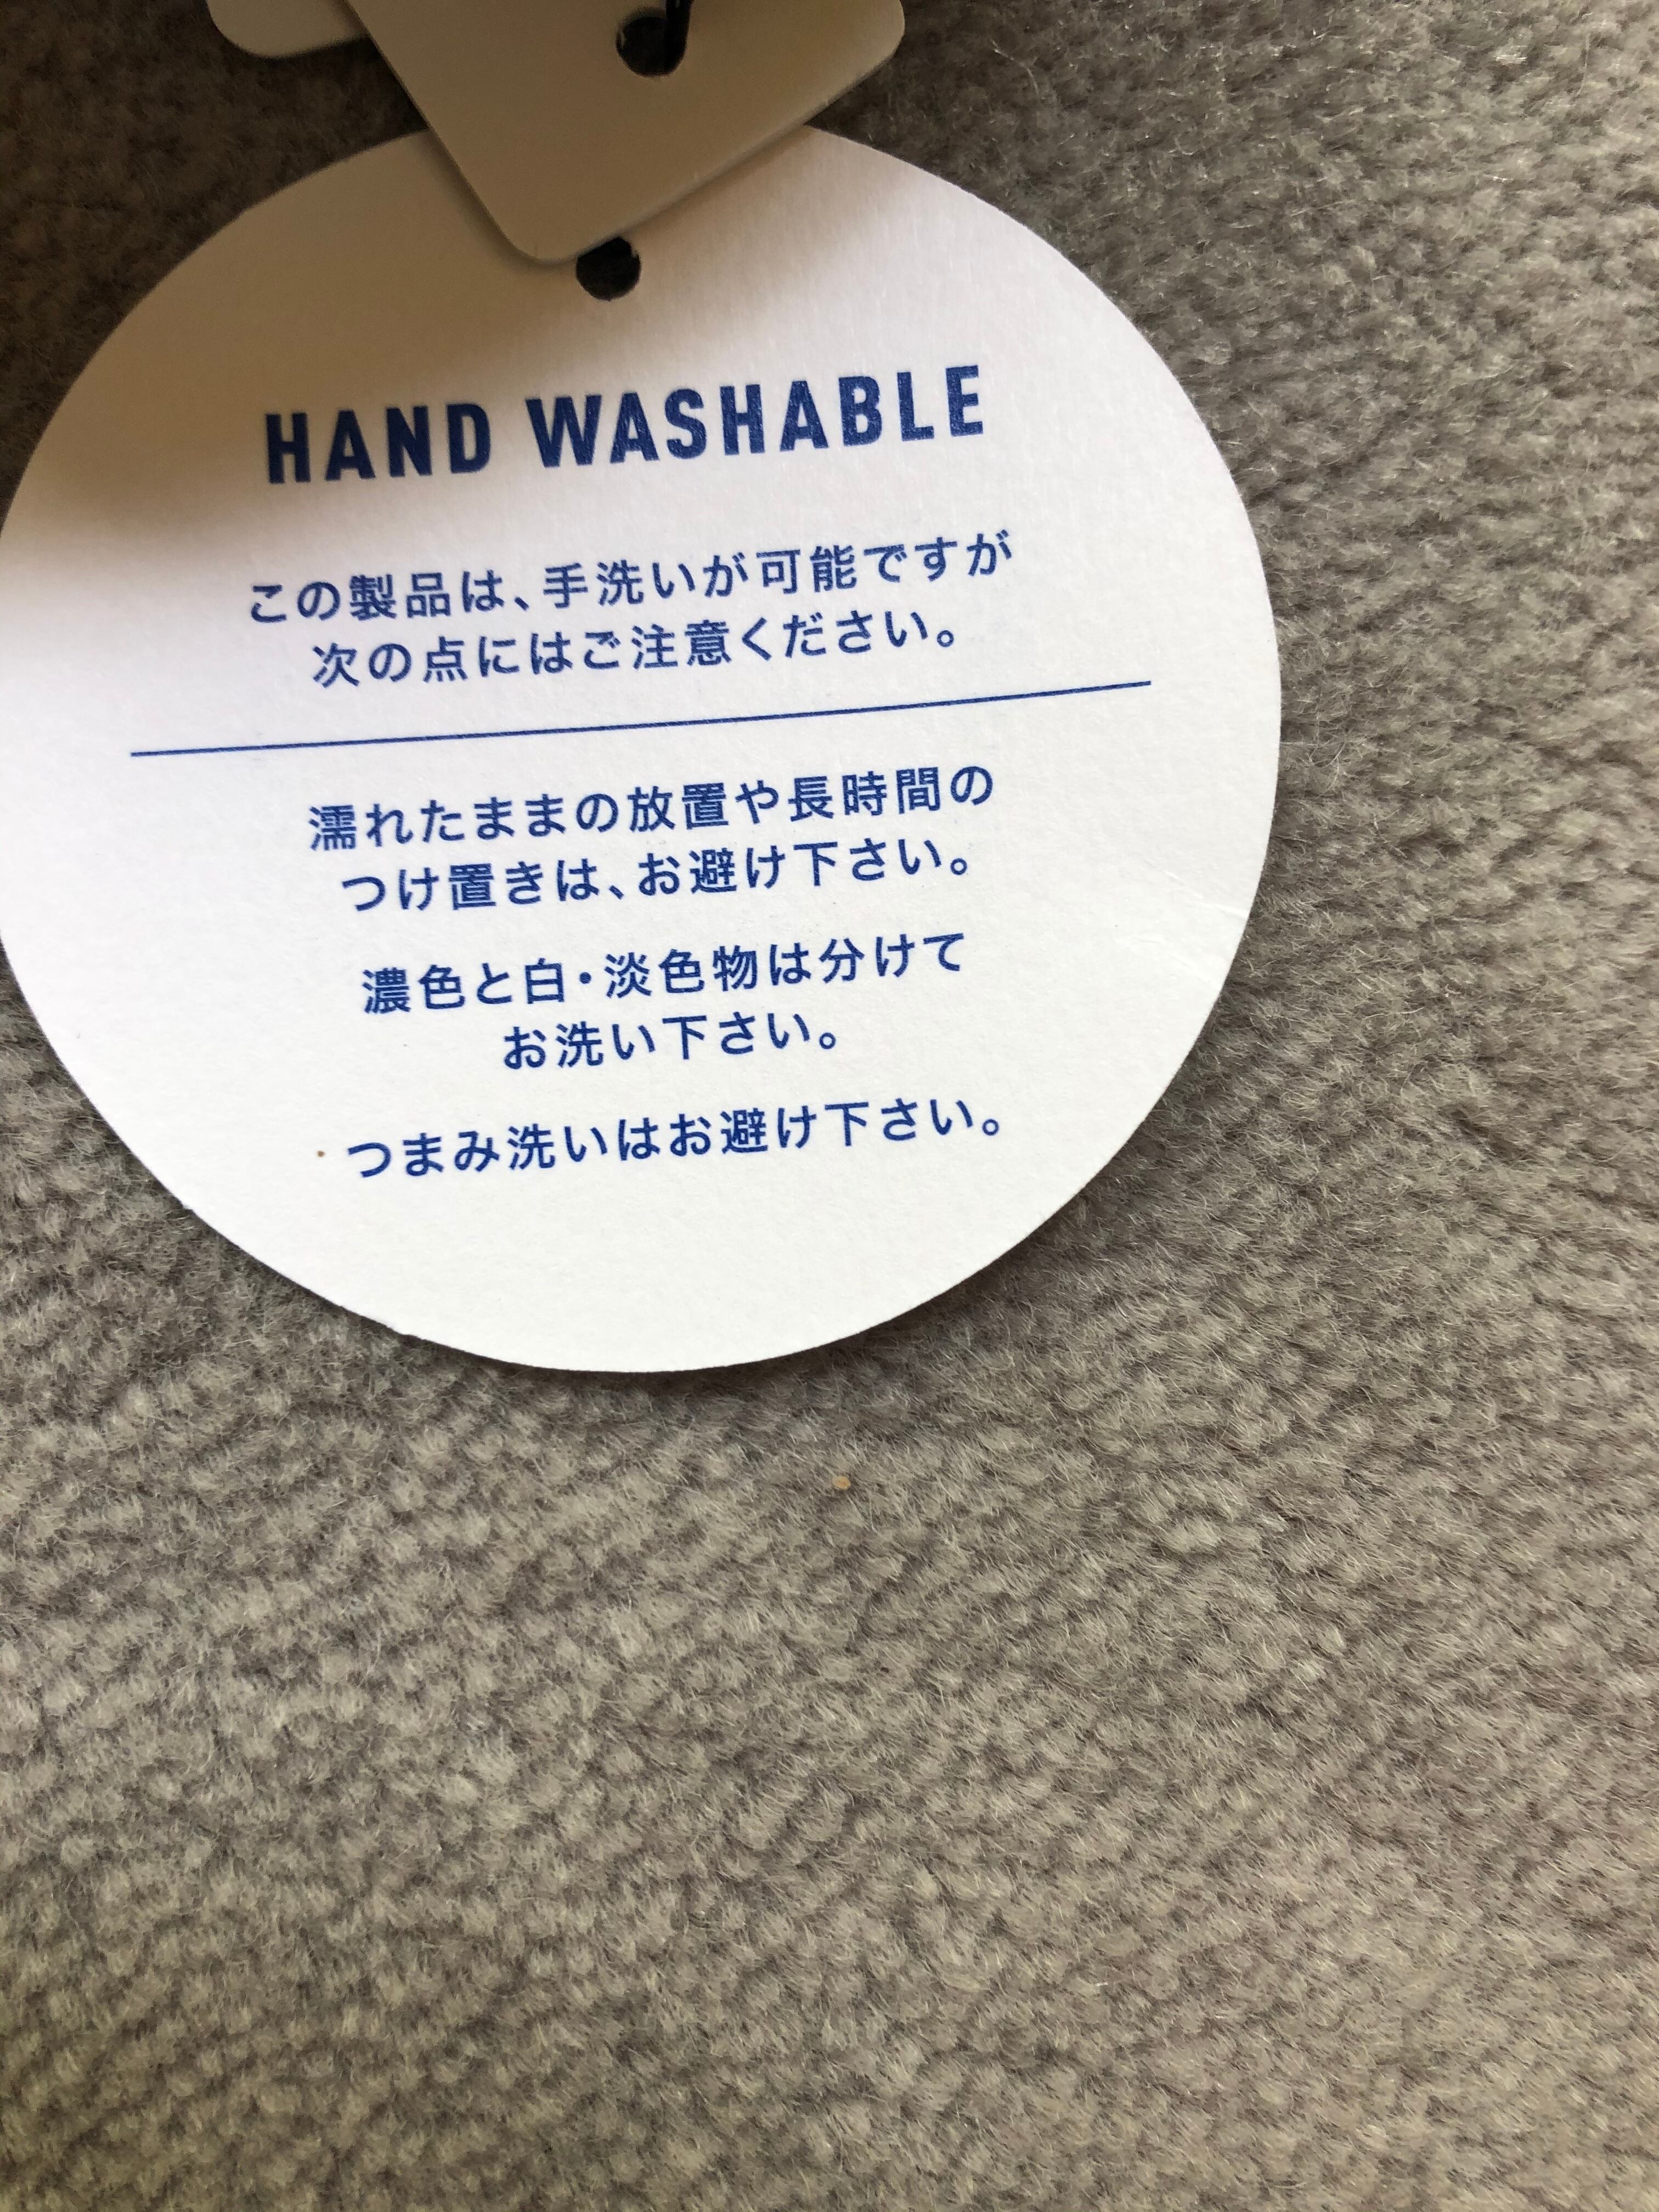 HAND WASHABLE
この製品は、手洗いが可能ですが
次の点にはご注意ください。
濡れたままの放置や長時間の
つけ置きは、お避け下さい。
濃色と白・淡色物は分けて
お洗い下さい。
つまみ洗いはお避け下さい。